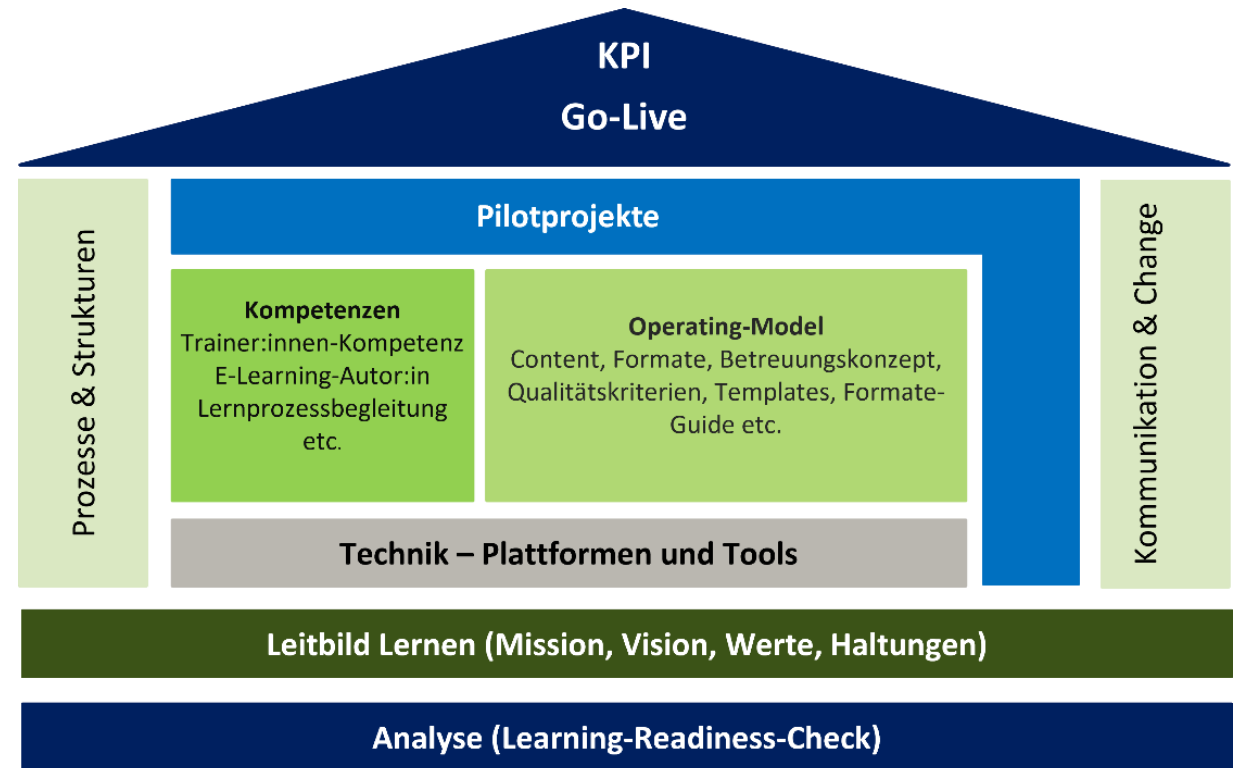 KPI
Go-Live
Prozesse & Strukturen
Pilotprojekte
Kompetenzen
Trainer:innen-Kompetenz
E-Learning-Autor:in
Lernprozessbegleitung
etc.
Operating-Model
Content, Formate, Betreuungskonzept,
Qualitätskriterien, Templates, Formate-
Guide etc.
Kommunikation & Change
Technik – Plattformen und Tools
Leitbild Lernen (Mission, Vision, Werte, Haltungen)
Analyse (Learning-Readiness-Check)